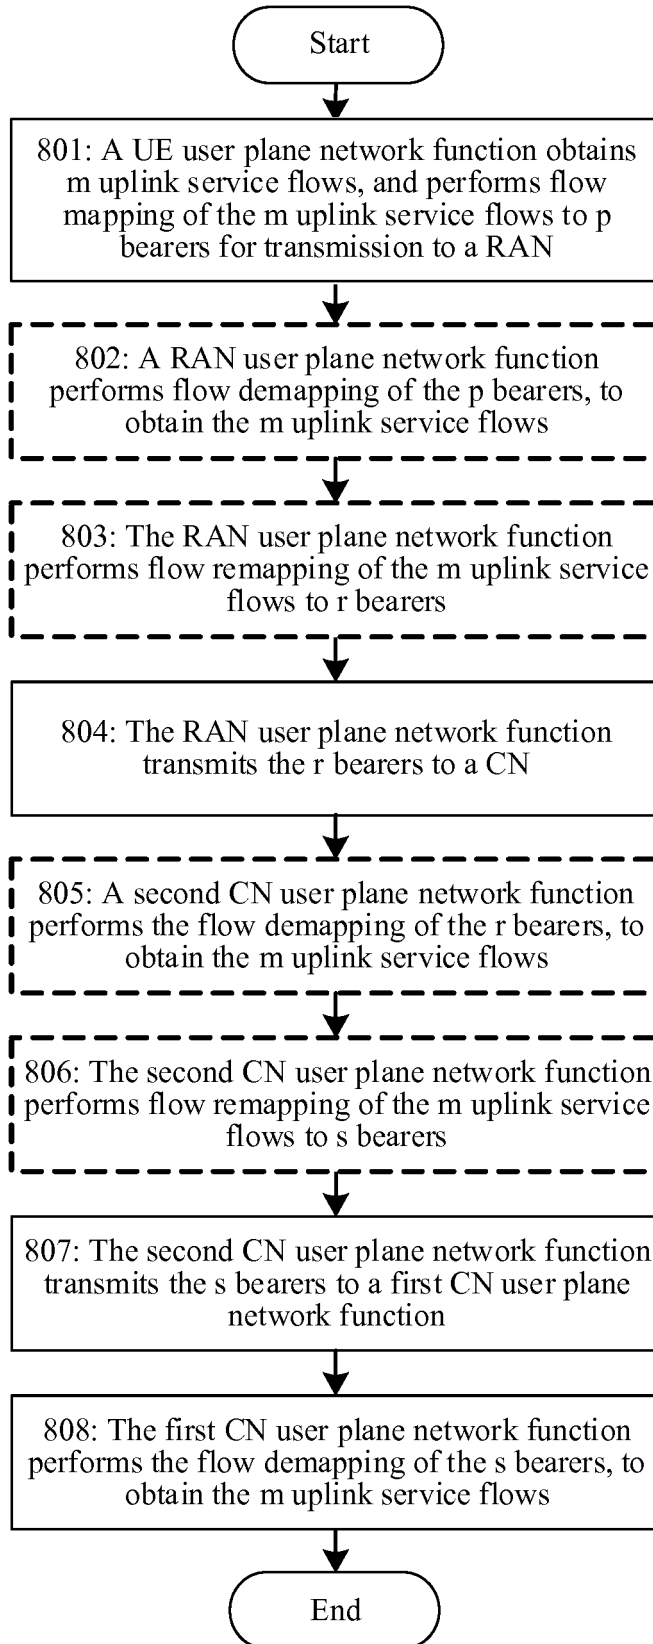 Start
801: A UE user plane network function obtains
m uplink service flows, and performs flow
mapping of the m uplink service flows to p
bearers for transmission to a RAN
802: A RAN user plane network function
performs flow demapping of the p bearers, to
obtain the m uplink service flows
803: The RAN user plane network function
performs flow remapping of the m uplink service
flows to r bearers
804: The RAN user plane network function
transmits the r bearers to a CN
805: A second CN user plane network function
performs the flow demapping of the r bearers, to
obtain the m uplink service flows
806: The second CN user plane network function
performs flow remapping of the m uplink service
flows to s bearers
807: The second CN user plane network function
transmits the s bearers to a first CN user plane
network function
808: The first CN user plane network function
performs the flow demapping of the s bearers, to
obtain the m uplink service flows
End